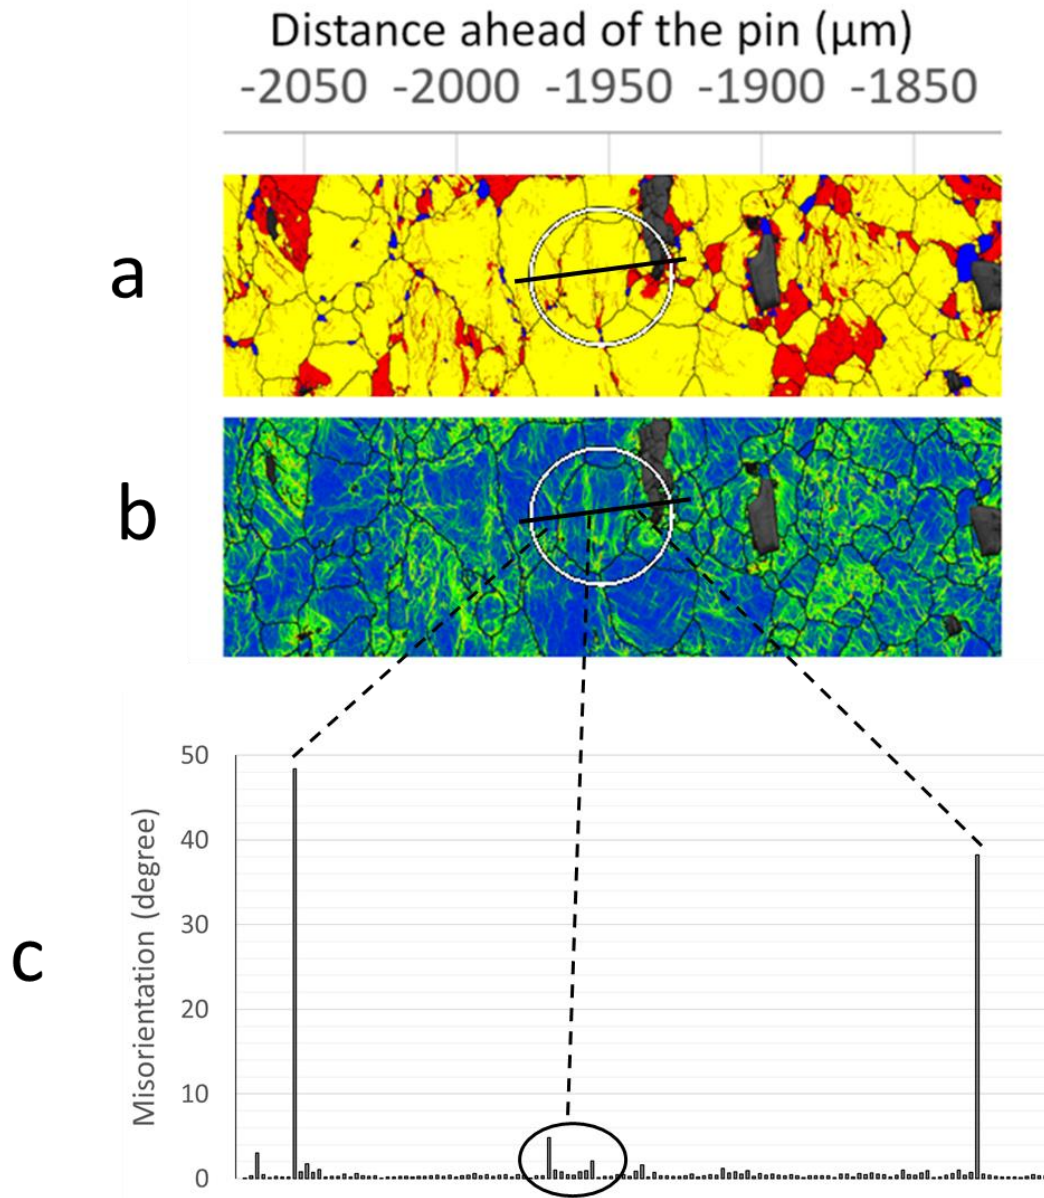 Distance ahead of the pin (μm)
-2050 -2000 -1950 -1900 -1850
a
b
c
Misorientation (degree)
50
40
30
20
10
0